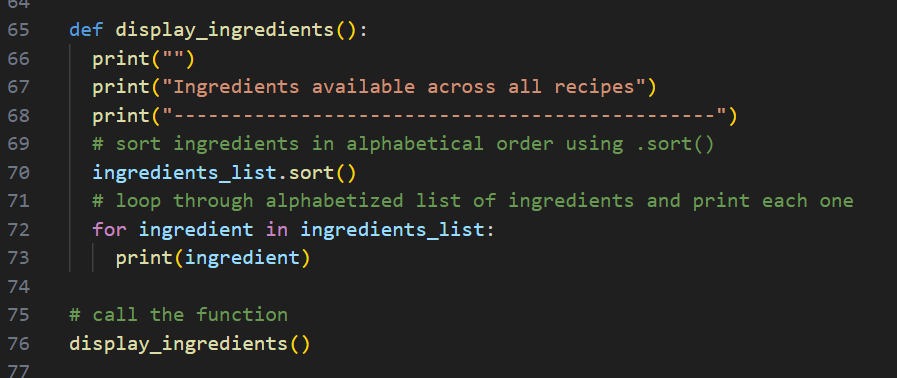 64
65 def display_ingredients():
66 print("")
67 print("Ingredients available across all recipes")
68 print("-----------------------------------------------")
69 # sort ingredients in alphabetical order using .sort()
70 ingredients_list.sort()
71 # loop through alphabetized list of ingredients and print each one
72 for ingredient in ingredients_list:
73 print(ingredient)
74
75 # call the function
76 display_ingredients()
77